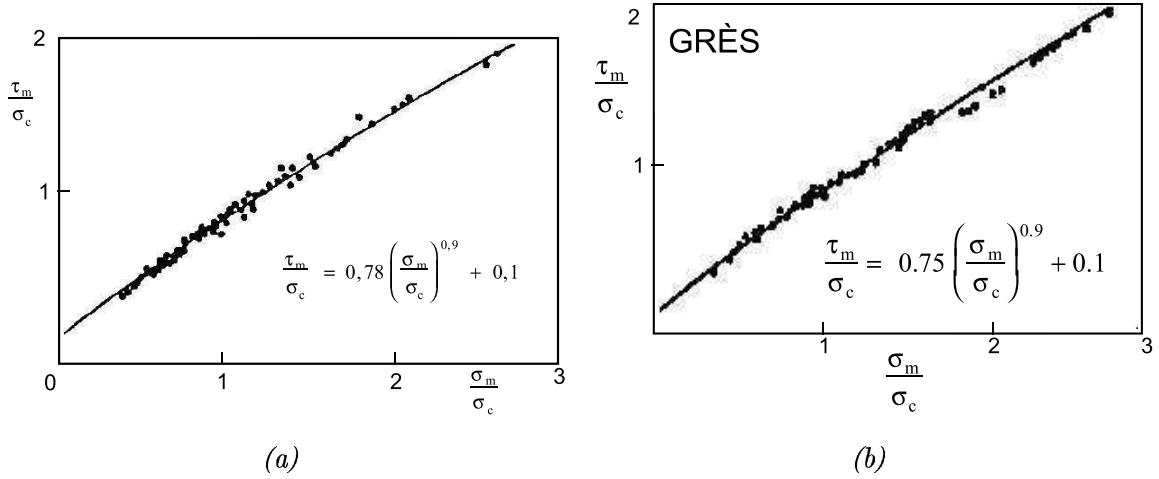 2
τm/σc
1
τm/σc = 0,78 (σm/σc)^0,9 + 0,1
0 1 2 3
σm/σc
(a)
2
GRÈS
τm/σc
1
τm/σc = 0.75 (σm/σc)^0.9 + 0.1
1 2 3
σm/σc
(b)